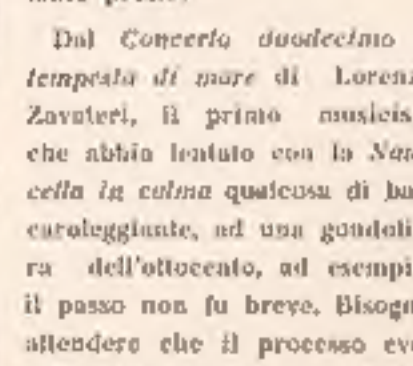 Dal Concerto duodecimo
tempesta di mare di Lorenz
Zavateri, il primo musicis
che abbia tentato con la Nav
cella in calma qualcosa di ba
caroleggiante, ad una gondoli
ra dell'ottocento, ad esempi
il passo non fu breve. Bisogn
attendere che il processo evo